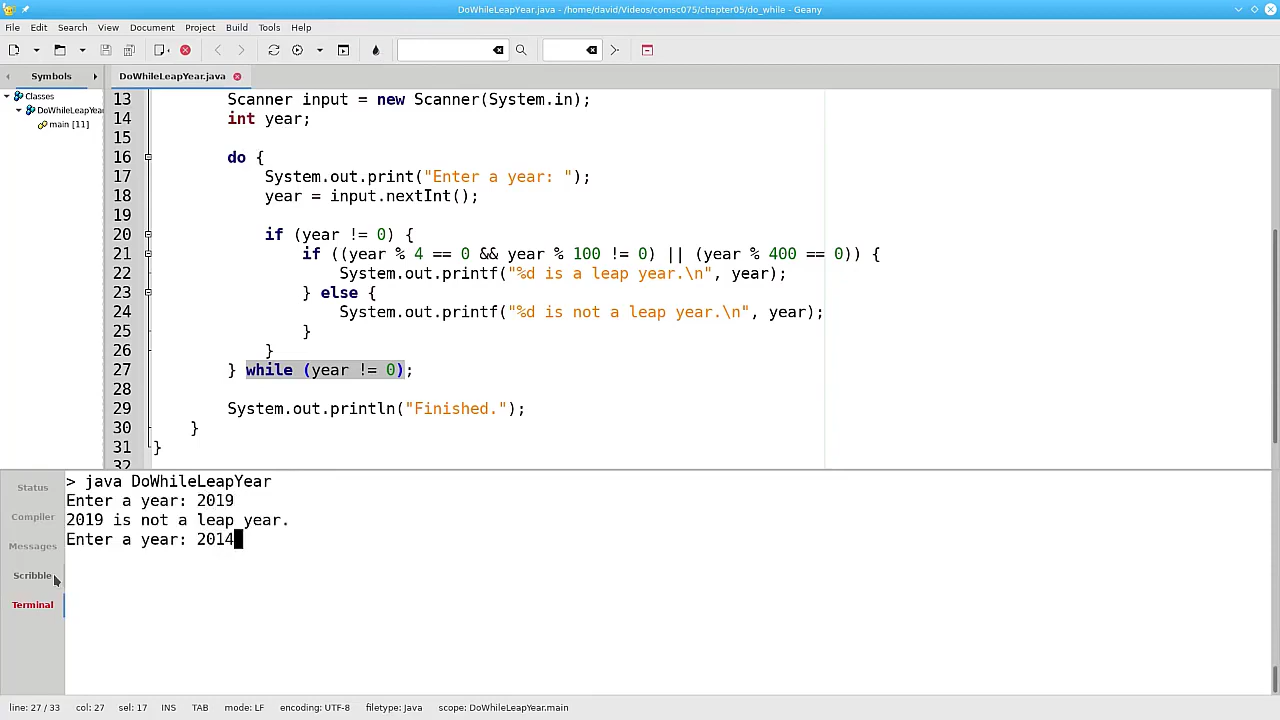 DoWhileLeapYear.java - /home/david/Videos/comsc075/chapter05/do_while - Geany
File Edit Search View Document Project Build Tools Help
Symbols DoWhileLeapYear.java
Classes
DoWhileLeapYear
main [11]
13 Scanner input = new Scanner(System.in);
14 int year;
15
16 do {
17 System.out.print("Enter a year: ");
18 year = input.nextInt();
19
20 if (year != 0) {
21 if ((year % 4 == 0 && year % 100 != 0) || (year % 400 == 0)) {
22 System.out.printf("%d is a leap year.\n", year);
23 } else {
24 System.out.printf("%d is not a leap year.\n", year);
25 }
26 }
27 } while (year != 0);
28
29 System.out.println("Finished.");
30 }
31 }
32
Status
Compiler
Messages
Scribble
Terminal
> java DoWhileLeapYear
Enter a year: 2019
2019 is not a leap year.
Enter a year: 2014
line: 27 / 33 col: 27 sel: 17 INS TAB mode: LF encoding: UTF-8 filetype: Java scope: DoWhileLeapYear.main